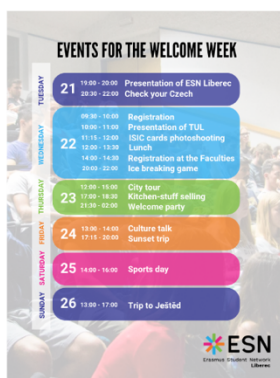 EVENTS FOR THE WELCOME WEEK
TUESDAY
21
19:00 - 20:00 Presentation of ESN Liberec
20:30 - 22:00 Check your Czech
WEDNESDAY
22
09:30 - 10:00 Registration
10:00 - 11:00 Presentation of TUL
11:15 - 12:00 ISIC cards photoshooting
12:00 - 13:30 Lunch
14:00 - 14:30 Registration at the Faculties
20:00 - 22:00 Ice breaking game
THURSDAY
23
12:00 - 15:00 City tour
17:00 - 18:30 Kitchen-stuff selling
21:30 - 02:00 Welcome party
FRIDAY
24
13:00 - 14:00 Culture talk
17:15 - 20:00 Sunset trip
SATURDAY
25
14:00 - 16:00 Sports day
SUNDAY
26
13:00 - 17:00 Trip to Ještěd
ESN
Erasmus Student Network
Liberec